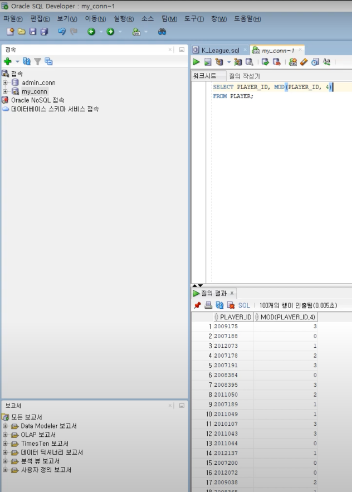 Oracle SQL Developer : my_conn~1
파일(F) 편집(E) 보기(V) 이동(N) 실행(R) 소스 팀(M) 도구(T) 창(W) 도움말(H)
접속
접속
admin_conn
my_conn
Oracle NoSQL 접속
데이터베이스 스키마 서비스 접속
보고서
모든 보고서
Data Modeler 보고서
OLAP 보고서
TimesTen 보고서
데이터 딕셔너리 보고서
분석 뷰 보고서
사용자 정의 보고서
K_League.sql my_conn~1
워크시트 질의 작성기
SELECT PLAYER_ID, MOD(PLAYER_ID, 4)
FROM PLAYER;
질의 결과
SQL 100개의 행이 인출됨(0.005초)
PLAYER_ID MOD(PLAYER_ID,4)
1 2009175 3
2 2007188 0
3 2012073 1
4 2007178 2
5 2007191 3
6 2008384 0
7 2008395 3
8 2011050 2
9 2007189 1
10 2011049 1
11 2010107 3
12 2011043 3
13 2011044 0
14 2012137 1
15 2007200 0
16 2012072 0
17 2009038 2